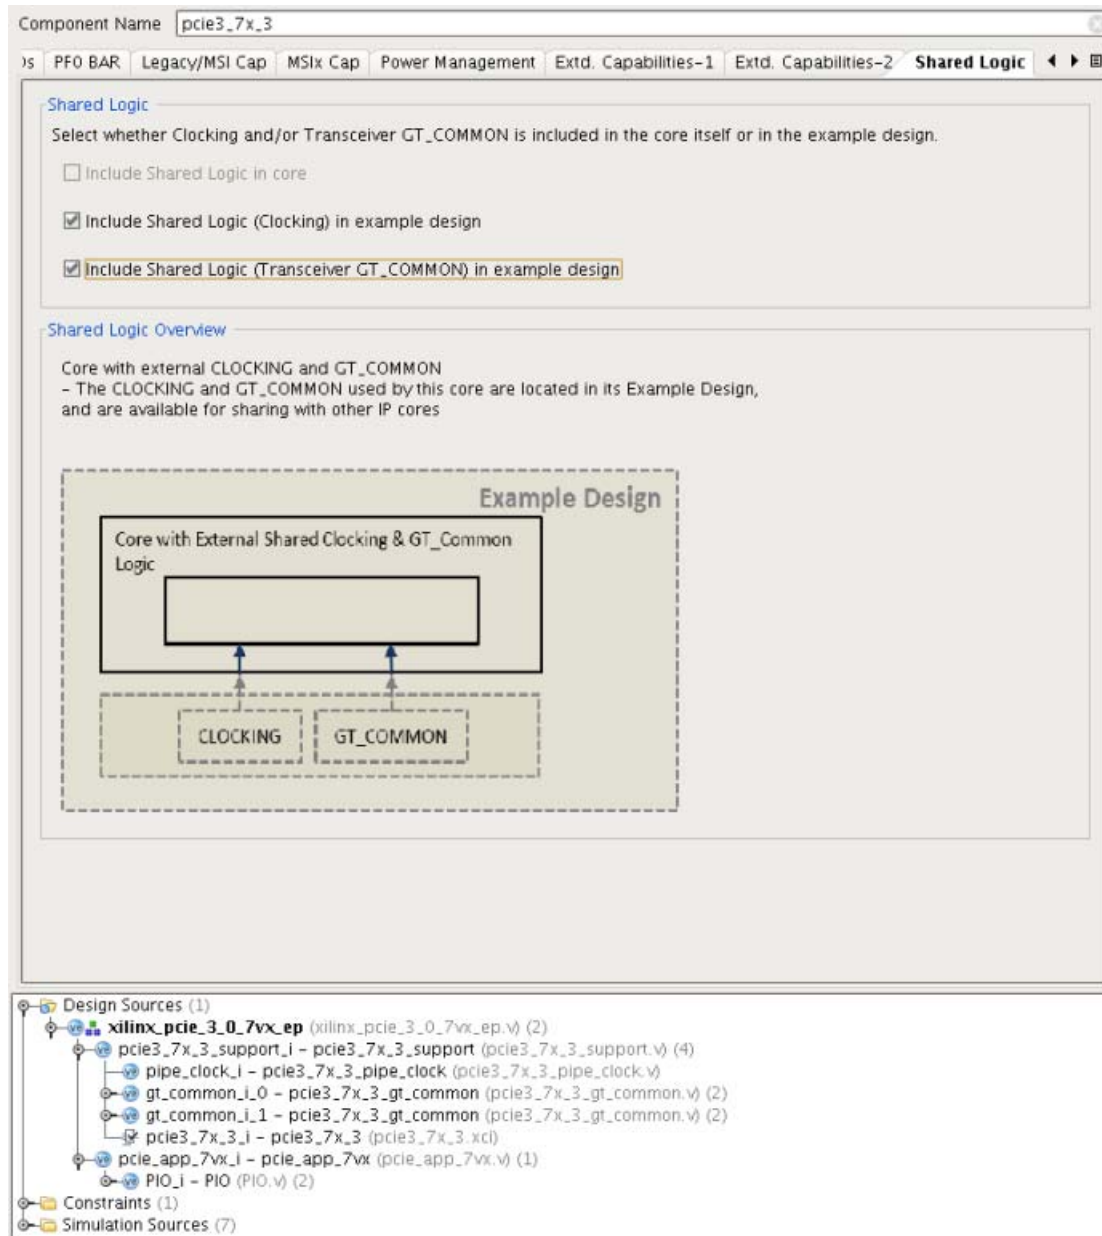 Component Name pcie3_7x_3
PF0 BAR Legacy/MSI Cap MSIx Cap Power Management Extd. Capabilities-1 Extd. Capabilities-2 Shared Logic
Shared Logic
Select whether Clocking and/or Transceiver GT_COMMON is included in the core itself or in the example design.
Include Shared Logic in core
Include Shared Logic (Clocking) in example design
Include Shared Logic (Transceiver GT_COMMON) in example design
Shared Logic Overview
Core with external CLOCKING and GT_COMMON
- The CLOCKING and GT_COMMON used by this core are located in its Example Design,
and are available for sharing with other IP cores
Example Design
Core with External Shared Clocking & GT_Common
Logic
CLOCKING GT_COMMON
Design Sources (1)
xilinx_pcie_3_0_7vx_ep (xilinx_pcie_3_0_7vx_ep.v) (2)
pcie3_7x_3_support_i - pcie3_7x_3_support (pcie3_7x_3_support.v) (4)
pipe_clock_i - pcie3_7x_3_pipe_clock (pcie3_7x_3_pipe_clock.v)
gt_common_i_0 - pcie3_7x_3_gt_common (pcie3_7x_3_gt_common.v) (2)
gt_common_i_1 - pcie3_7x_3_gt_common (pcie3_7x_3_gt_common.v) (2)
pcie3_7x_3_i - pcie3_7x_3 (pcie3_7x_3.xci)
pcie_app_7vx_i - pcie_app_7vx (pcie_app_7vx.v) (1)
PIO_i - PIO (PIO.v) (2)
Constraints (1)
Simulation Sources (7)